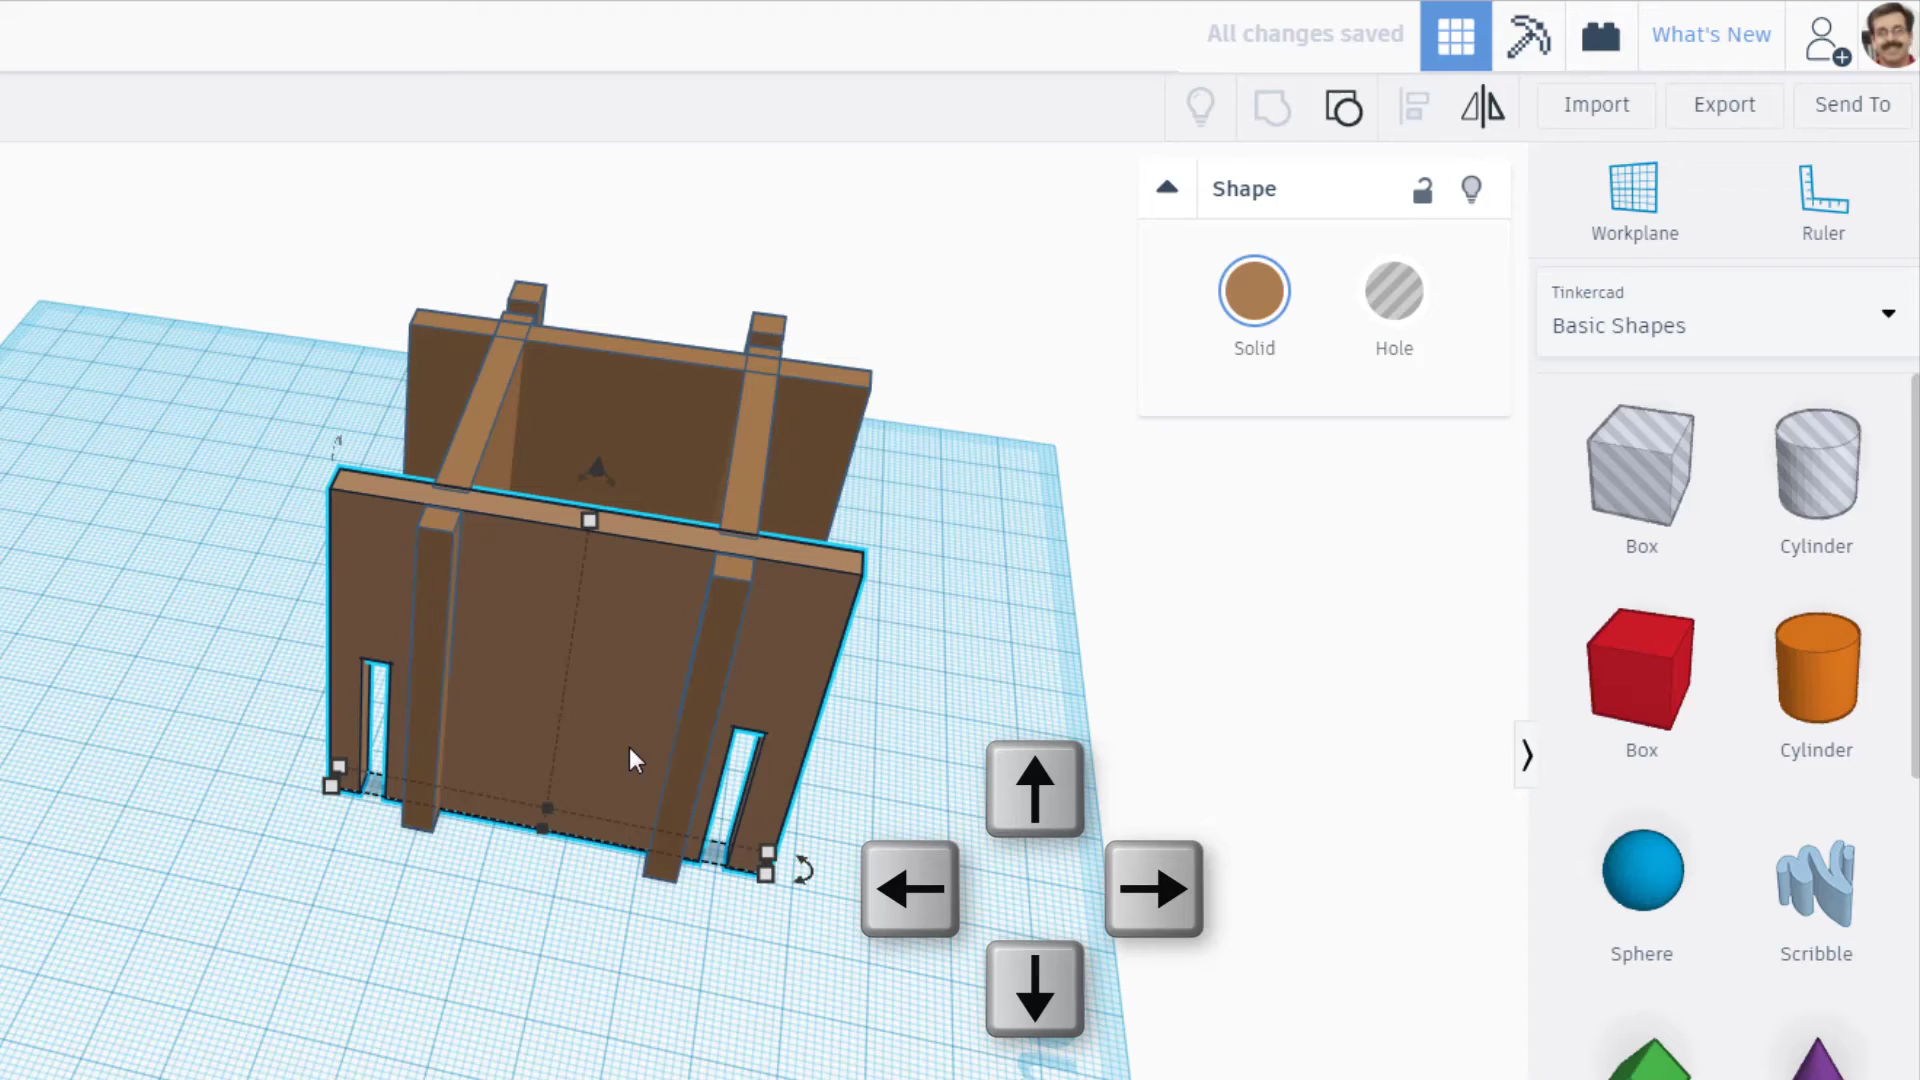 All changes saved
What's New
Import
Export
Send To
Shape
Solid
Hole
Workplane
Ruler
Tinkercad
Basic Shapes
Box
Cylinder
Box
Cylinder
Sphere
Scribble